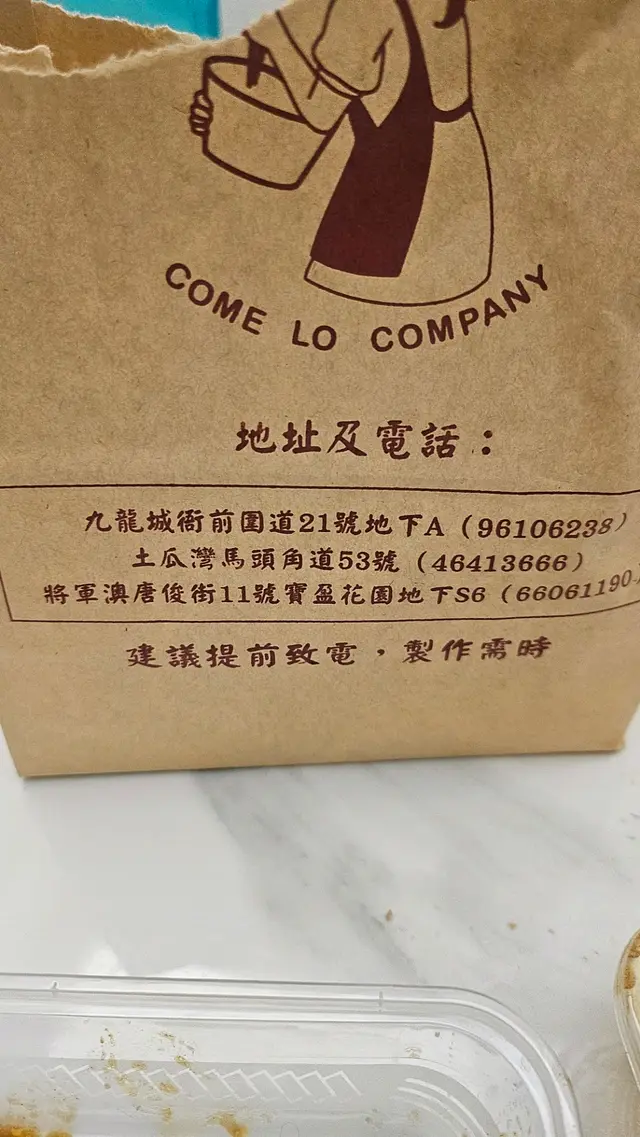 COME LO COMPANY
地址及電話：
九龍城衙前圍道21號地下A（96106238）
土瓜灣馬頭角道53號（46413666）
將軍澳唐俊街11號寶盈花園地下S6（66061190）
建議提前致電，製作需時